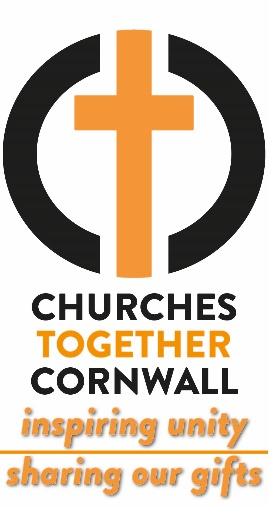 CHURCHES
TOGETHER
CORNWALL
inspiring unity
sharing our gifts